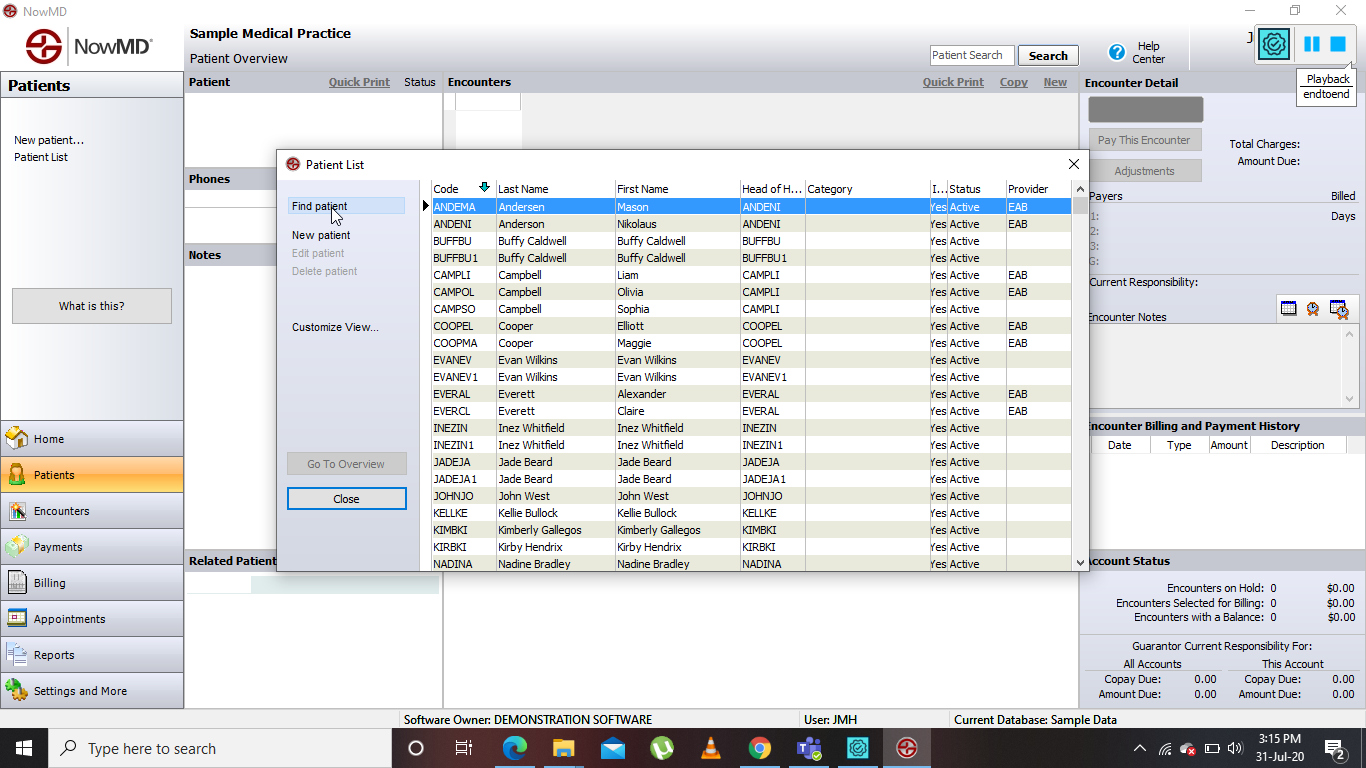 NowMD
NowMD®
Sample Medical Practice
Patient Overview
Patient Search
Search
Help
Center
J
Playback
endtoend
Patients
New patient...
Patient List
What is this?
Home
Patients
Encounters
Payments
Billing
Appointments
Reports
Settings and More
Patient Quick Print Status
Phones
Notes
Related Patient
Encounters Quick Print Copy New
Encounter Detail
Pay This Encounter
Adjustments
Total Charges:
Amount Due:
Payers Billed
1: Days
2:
3:
G:
Current Responsibility:
Encounter Notes
Encounter Billing and Payment History
Date Type Amount Description
Account Status
Encounters on Hold: 0 $0.00
Encounters Selected for Billing: 0 $0.00
Encounters with a Balance: 0 $0.00
Guarantor Current Responsibility For:
All Accounts This Account
Copay Due: 0.00 Copay Due: 0.00
Amount Due: 0.00 Amount Due: 0.00
Patient List
Find patient
New patient
Edit patient
Delete patient
Customize View...
Go To Overview
Close
Code Last Name First Name Head of H... Category I... Status Provider
ANDEMA Andersen Mason ANDENI Yes Active EAB
ANDENI Anderson Nikolaus ANDENI Yes Active EAB
BUFFBU Buffy Caldwell Buffy Caldwell BUFFBU Yes Active
BUFFBU1 Buffy Caldwell Buffy Caldwell BUFFBU1 Yes Active
CAMPLI Campbell Liam CAMPLI Yes Active EAB
CAMPOL Campbell Olivia CAMPLI Yes Active EAB
CAMPSO Campbell Sophia CAMPLI Yes Active
COOPEL Cooper Elliott COOPEL Yes Active EAB
COOPMA Cooper Maggie COOPEL Yes Active EAB
EVANEV Evan Wilkins Evan Wilkins EVANEV Yes Active
EVANEV1 Evan Wilkins Evan Wilkins EVANEV1 Yes Active
EVERAL Everett Alexander EVERAL Yes Active EAB
EVERCL Everett Claire EVERAL Yes Active EAB
INEZIN Inez Whitfield Inez Whitfield INEZIN Yes Active
INEZIN1 Inez Whitfield Inez Whitfield INEZIN1 Yes Active
JADEJA Jade Beard Jade Beard JADEJA Yes Active
JADEJA1 Jade Beard Jade Beard JADEJA1 Yes Active
JOHNJO John West John West JOHNJO Yes Active
KELLKE Kellie Bullock Kellie Bullock KELLKE Yes Active
KIMBKI Kimberly Gallegos Kimberly Gallegos KIMBKI Yes Active
KIRBKI Kirby Hendrix Kirby Hendrix KIRBKI Yes Active
NADINA Nadine Bradley Nadine Bradley NADINA Yes Active
Software Owner: DEMONSTRATION SOFTWARE User: JMH Current Database: Sample Data
Type here to search
3:15 PM
31-Jul-20
2